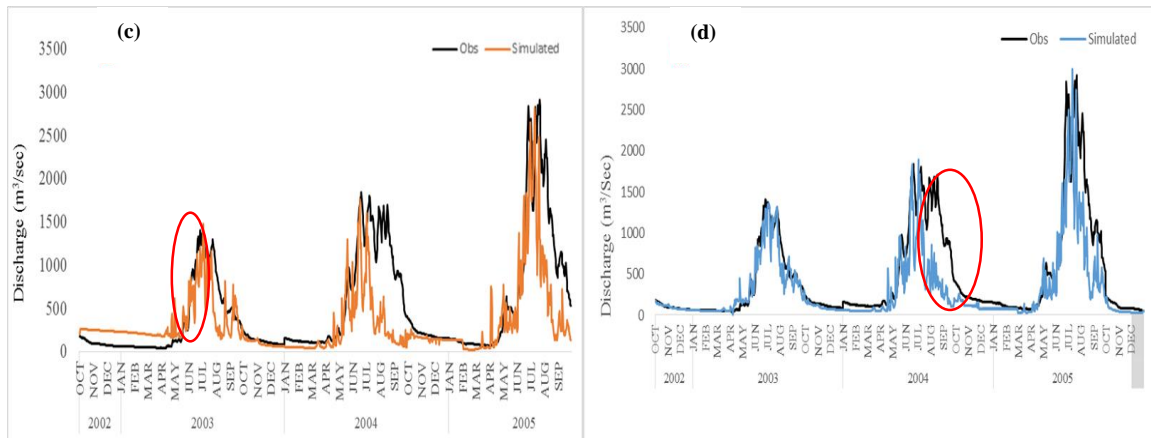 (c)
Obs Simulated
3500
3000
2500
2000
1500
1000
500
0
Discharge (m³/sec)
OCT NOV DEC JAN FEB MAR APR MAY JUN JUL AUG SEP OCT NOV DEC JAN FEB MAR APR MAY JUN JUL AUG SEP OCT NOV DEC JAN FEB MAR APR MAY JUN JUL AUG SEP
2002 2003 2004 2005
(d)
Obs Simulated
3500
3000
2500
2000
1500
1000
500
0
Discharge (m³/Sec)
OCT NOV DEC JAN FEB MAR APR MAY JUN JUL AUG SEP OCT NOV DEC JAN FEB MAR APR MAY JUN JUL AUG SEP OCT NOV DEC JAN FEB MAR APR MAY JUN JUL AUG SEP OCT NOV DEC
2002 2003 2004 2005